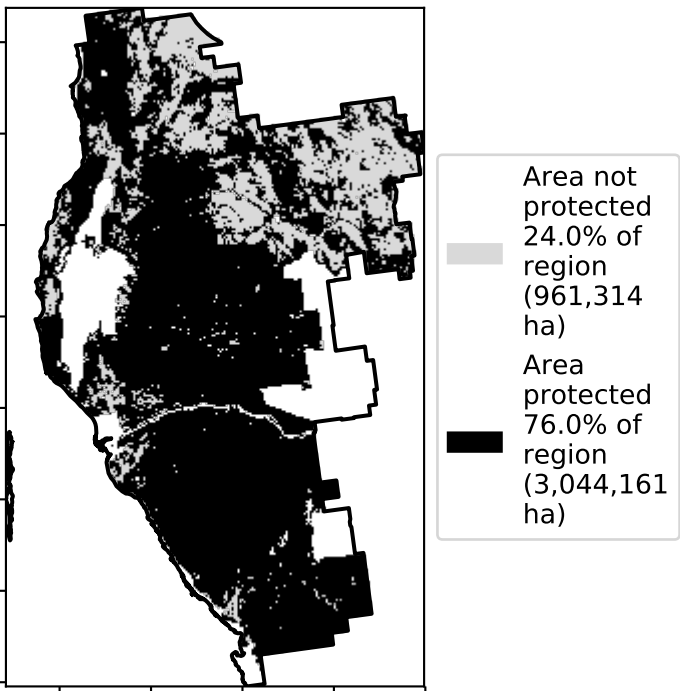 Area not
protected
24.0% of
region
(961,314
ha)
Area
protected
76.0% of
region
(3,044,161
ha)